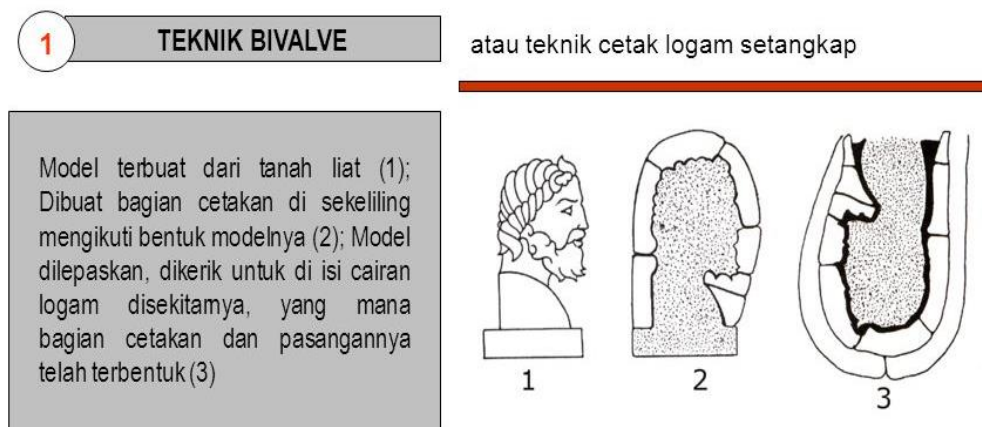 1
TEKNIK BIVALVE
atau teknik cetak logam setangkap
Model terbuat dari tanah liat (1);
Dibuat bagian cetakan di sekeliling
mengikuti bentuk modelnya (2); Model
dilepaskan, dikerik untuk di isi cairan
logam disekitarnya, yang mana
bagian cetakan dan pasangannya
telah terbentuk (3)
1
2
3